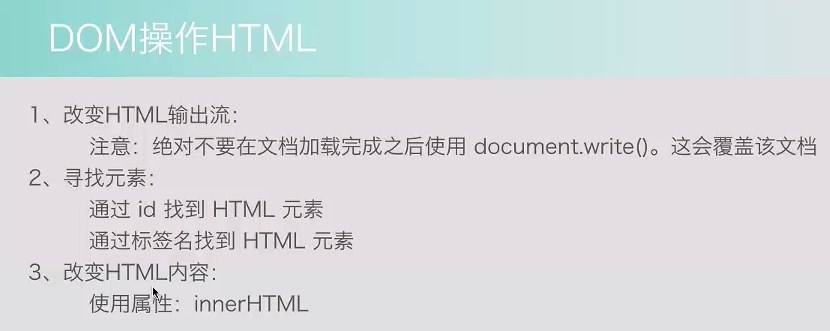 DOM操作HTML
1、改变HTML输出流：
注意：绝对不要在文档加载完成之后使用 document.write()。这会覆盖该文档
2、寻找元素：
通过 id 找到 HTML 元素
通过标签名找到 HTML 元素
3、改变HTML内容：
使用属性：innerHTML